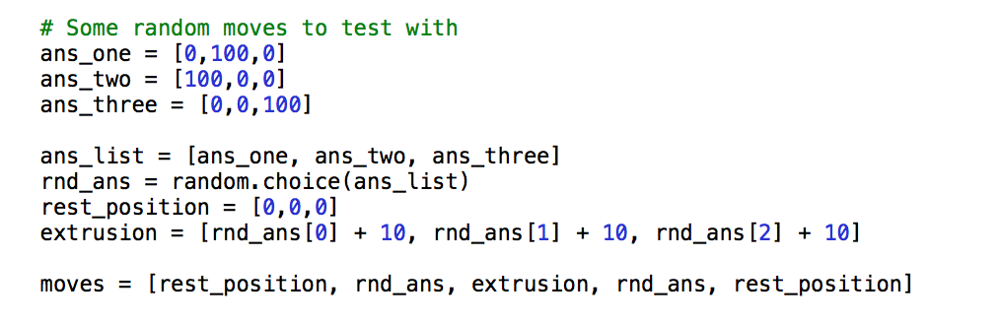 # Some random moves to test with
ans_one = [0,100,0]
ans_two = [100,0,0]
ans_three = [0,0,100]
ans_list = [ans_one, ans_two, ans_three]
rnd_ans = random.choice(ans_list)
rest_position = [0,0,0]
extrusion = [rnd_ans[0] + 10, rnd_ans[1] + 10, rnd_ans[2] + 10]
moves = [rest_position, rnd_ans, extrusion, rnd_ans, rest_position]